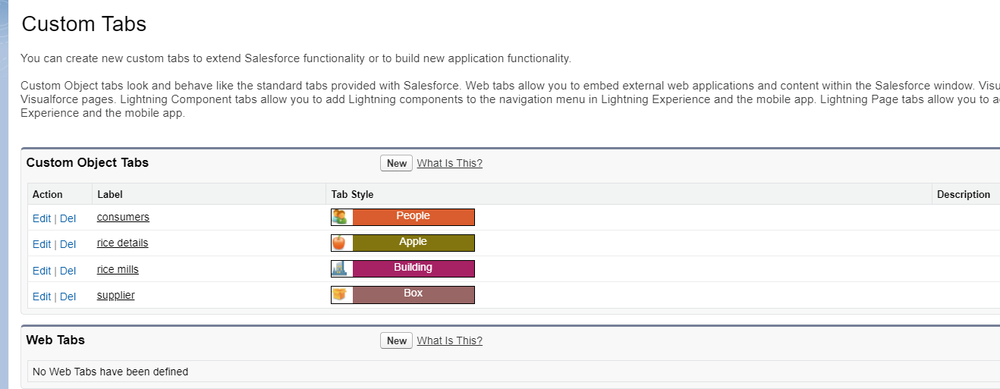 Custom Tabs
You can create new custom tabs to extend Salesforce functionality or to build new application functionality.
Custom Object tabs look and behave like the standard tabs provided with Salesforce. Web tabs allow you to embed external web applications and content within the Salesforce window.
Visualforce pages. Lightning Component tabs allow you to add Lightning components to the navigation menu in Lightning Experience and the mobile app. Lightning Page tabs allow you to
Experience and the mobile app.
Custom Object Tabs New What Is This?
Action Label Tab Style Description
Edit | Del consumers People
Edit | Del rice details Apple
Edit | Del rice mills Building
Edit | Del supplier Box
Web Tabs New What Is This?
No Web Tabs have been defined